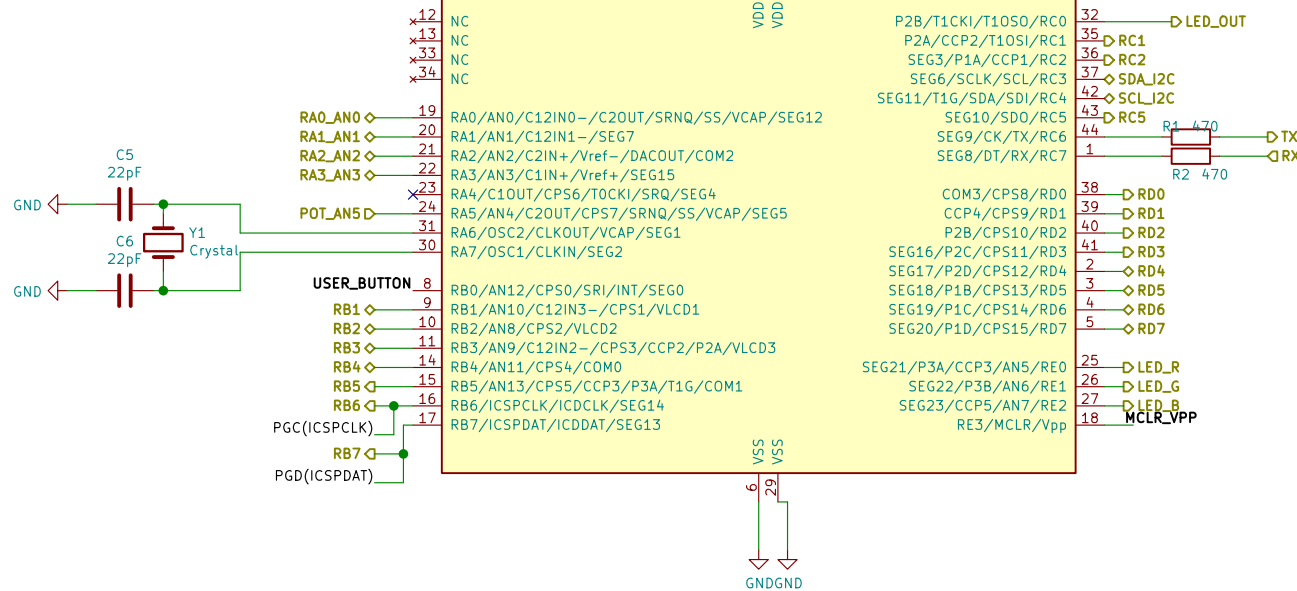 VDD VDD
12 NC
13 NC
33 NC
34 NC
RA0_AN0 19 RA0/AN0/C12IN0-/C2OUT/SRNQ/SS/VCAP/SEG12
RA1_AN1 20 RA1/AN1/C12IN1-/SEG7
RA2_AN2 21 RA2/AN2/C2IN+/Vref-/DACOUT/COM2
RA3_AN3 22 RA3/AN3/C1IN+/Vref+/SEG15
23 RA4/C1OUT/CPS6/TOCKI/SRQ/SEG4
POT_AN5 24 RA5/AN4/C2OUT/CPS7/SRNQ/SS/VCAP/SEG5
31 RA6/OSC2/CLKOUT/VCAP/SEG1
30 RA7/OSC1/CLKIN/SEG2
USER_BUTTON 8 RB0/AN12/CPS0/SRI/INT/SEG0
RB1 9 RB1/AN10/C12IN3-/CPS1/VLCD1
RB2 10 RB2/AN8/CPS2/VLCD2
RB3 11 RB3/AN9/C12IN2-/CPS3/CCP2/P2A/VLCD3
RB4 14 RB4/AN11/CPS4/COM0
RB5 15 RB5/AN13/CPS5/CCP3/P3A/T1G/COM1
RB6 16 RB6/ICSPCLK/ICDCLK/SEG14
PGC(ICSPCLK)
17 RB7/ICSPDAT/ICDDAT/SEG13
RB7
PGD(ICSPDAT)
C5
22pF
GND
Y1
Crystal
C6
22pF
GND
P2B/T1CKI/T1OSO/RC0 32 LED_OUT
P2A/CCP2/T1OSI/RC1 35 RC1
SEG3/P1A/CCP1/RC2 36 RC2
SEG6/SCLK/SCL/RC3 37 SDA_I2C
SEG11/T1G/SDA/SDI/RC4 42 SCL_I2C
SEG10/SDO/RC5 43 RC5
SEG9/CK/TX/RC6 44 R1 470 TX
SEG8/DT/RX/RC7 1 RX
R2 470
COM3/CPS8/RD0 38 RD0
CCP4/CPS9/RD1 39 RD1
P2B/CPS10/RD2 40 RD2
SEG16/P2C/CPS11/RD3 41 RD3
SEG17/P2D/CPS12/RD4 2 RD4
SEG18/P1B/CPS13/RD5 3 RD5
SEG19/P1C/CPS14/RD6 4 RD6
SEG20/P1D/CPS15/RD7 5 RD7
SEG21/P3A/CCP3/AN5/RE0 25 LED_R
SEG22/P3B/AN6/RE1 26 LED_G
SEG23/CCP5/AN7/RE2 27 LED_B
RE3/MCLR/Vpp 18 MCLR_VPP
VSS VSS
6 29
GND GND